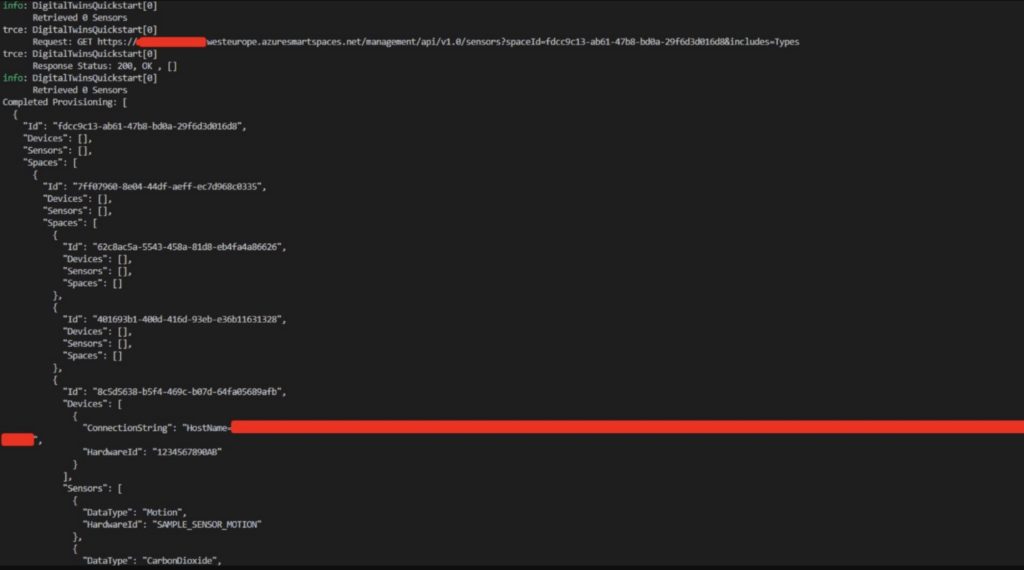 info: DigitalTwinsQuickstart[0]
      Retrieved 0 Sensors
trce: DigitalTwinsQuickstart[0]
      Request: GET https://westeurope.azuresmartspaces.net/management/api/v1.0/sensors?spaceId=fdcc9c13-ab61-47b8-bd0a-29f6d3d016d8&includes=Types
trce: DigitalTwinsQuickstart[0]
      Response Status: 200, OK , []
info: DigitalTwinsQuickstart[0]
      Retrieved 0 Sensors
Completed Provisioning: [
  {
    "Id": "fdcc9c13-ab61-47b8-bd0a-29f6d3d016d8",
    "Devices": [],
    "Sensors": [],
    "Spaces": [
      {
        "Id": "7ff07960-8e04-44df-aeff-ec7d968c0335",
        "Devices": [],
        "Sensors": [],
        "Spaces": [
          {
            "Id": "62c8ac5a-5543-458a-81d8-eb4fa4a86626",
            "Devices": [],
            "Sensors": [],
            "Spaces": []
          },
          {
            "Id": "401693b1-400d-416d-93eb-e36b11631328",
            "Devices": [],
            "Sensors": [],
            "Spaces": []
          },
          {
            "Id": "8c5d5638-b5f4-469c-b07d-64fa05689afb",
            "Devices": [
              {
                "ConnectionString": "HostName=
",
                "HardwareId": "1234567890AB"
              }
            ],
            "Sensors": [
              {
                "DataType": "Motion",
                "HardwareId": "SAMPLE_SENSOR_MOTION"
              },
              {
                "DataType": "CarbonDioxide",